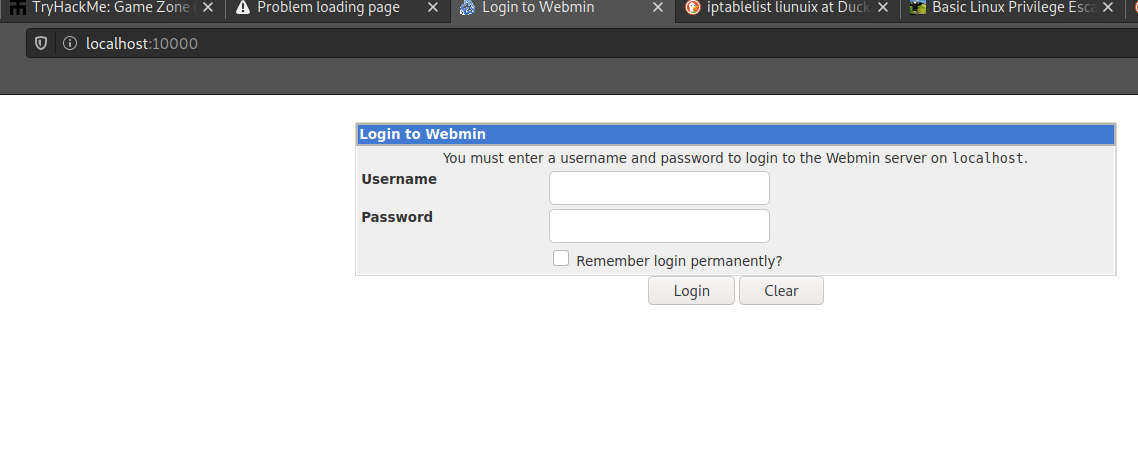 TryHackMe: Game Zone
Problem loading page
Login to Webmin
iptablelist liunuix at Duck
Basic Linux Privilege Esca
localhost:10000
Login to Webmin
You must enter a username and password to login to the Webmin server on localhost.
Username
Password
Remember login permanently?
Login Clear